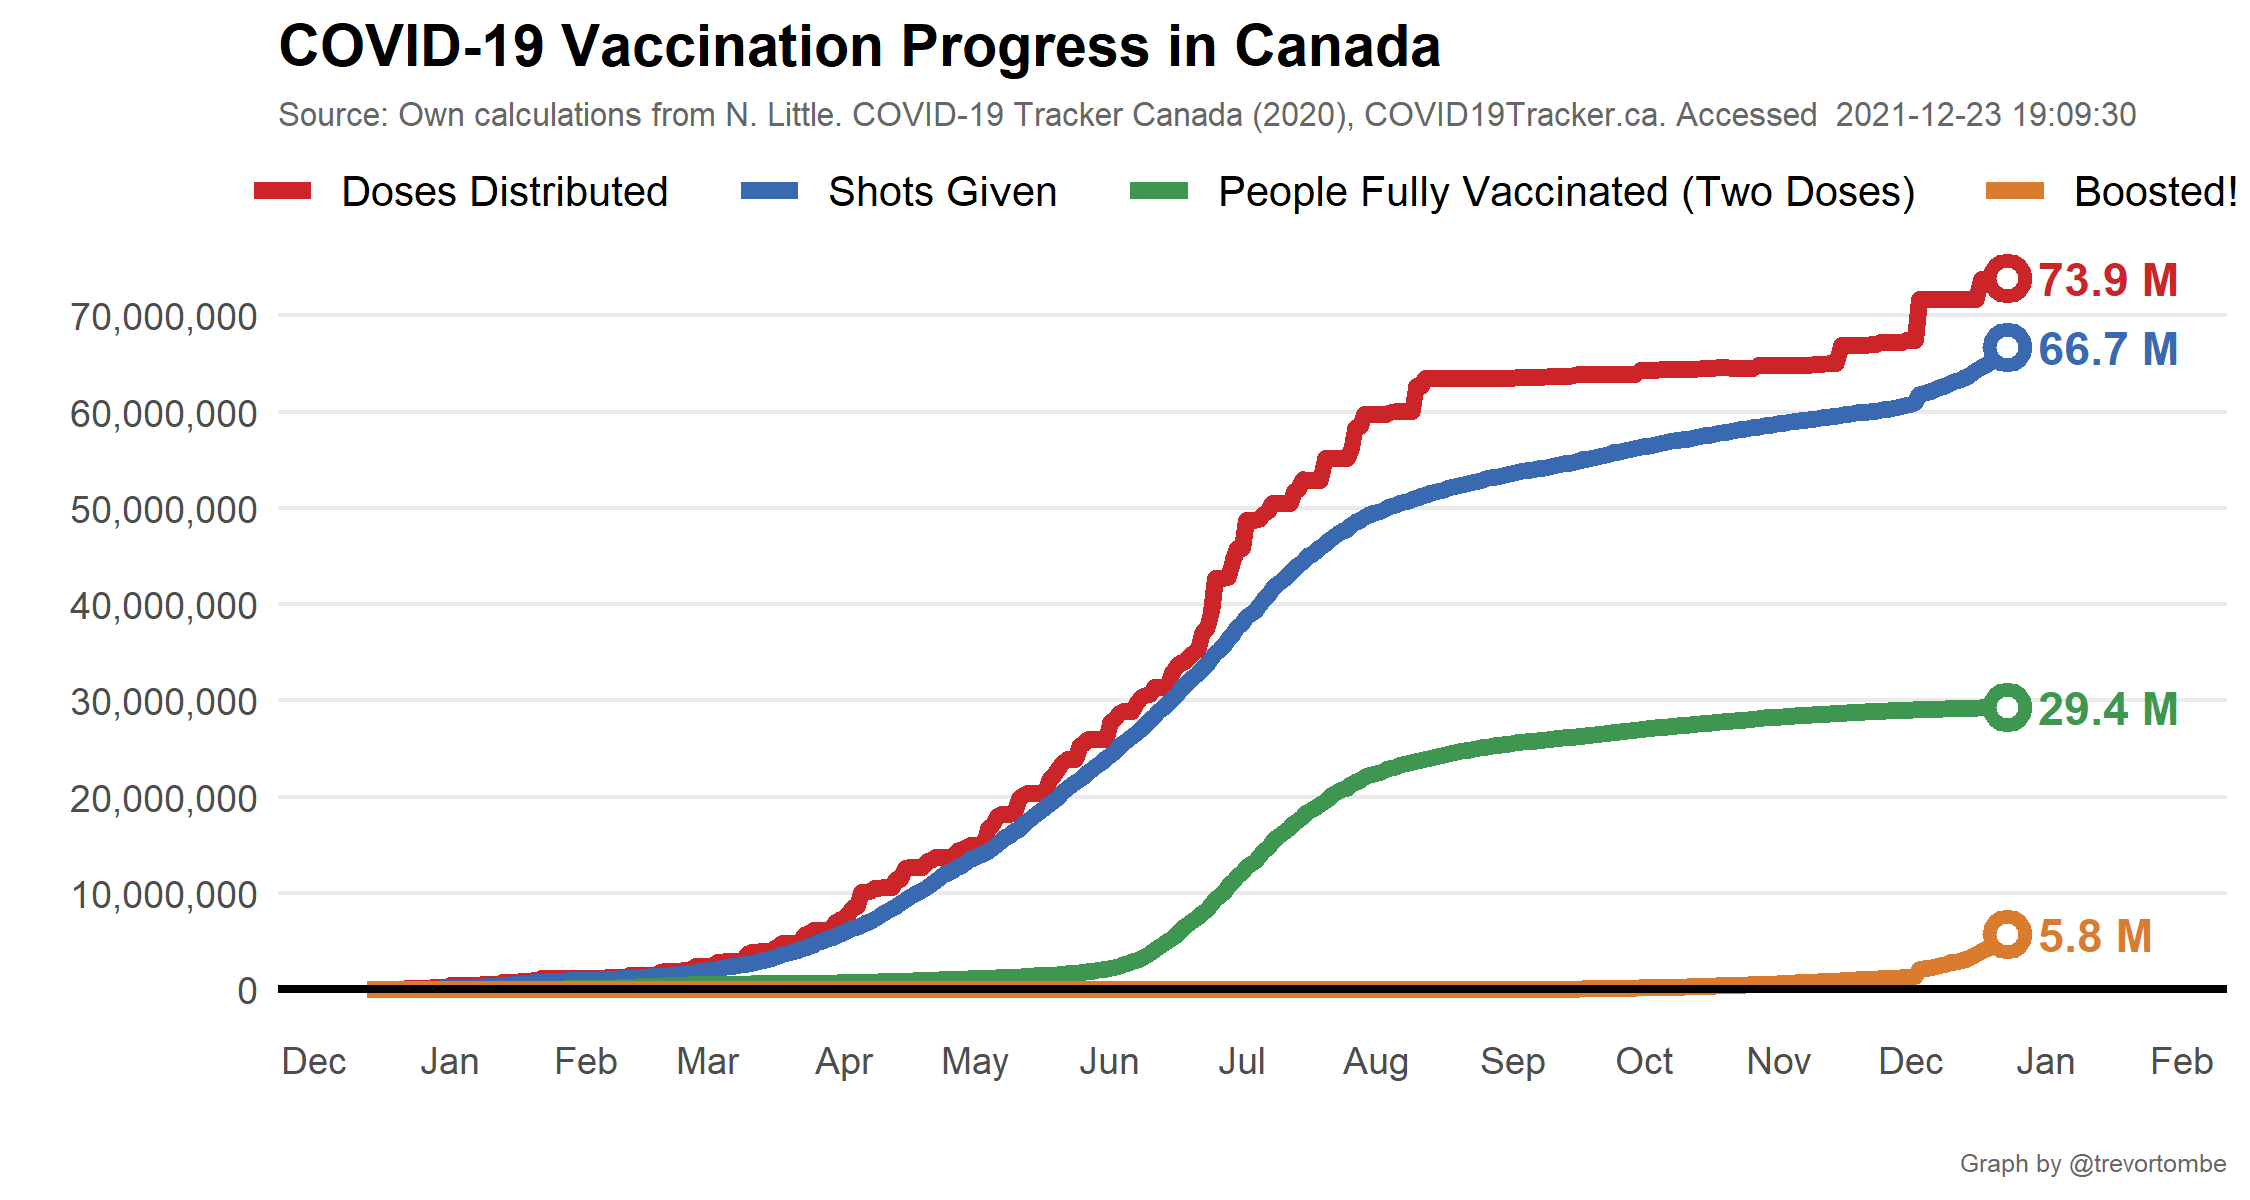 COVID-19 Vaccination Progress in Canada
Source: Own calculations from N. Little. COVID-19 Tracker Canada (2020), COVID19Tracker.ca. Accessed  2021-12-23 19:09:30
Doses Distributed Shots Given People Fully Vaccinated (Two Doses) Boosted!
73.9 M
70,000,000
66.7 M
60,000,000
50,000,000
40,000,000
30,000,000
29.4 M
20,000,000
10,000,000
5.8 M
0
Dec Jan Feb Mar Apr May Jun Jul Aug Sep Oct Nov Dec Jan Feb
Graph by @trevortombe